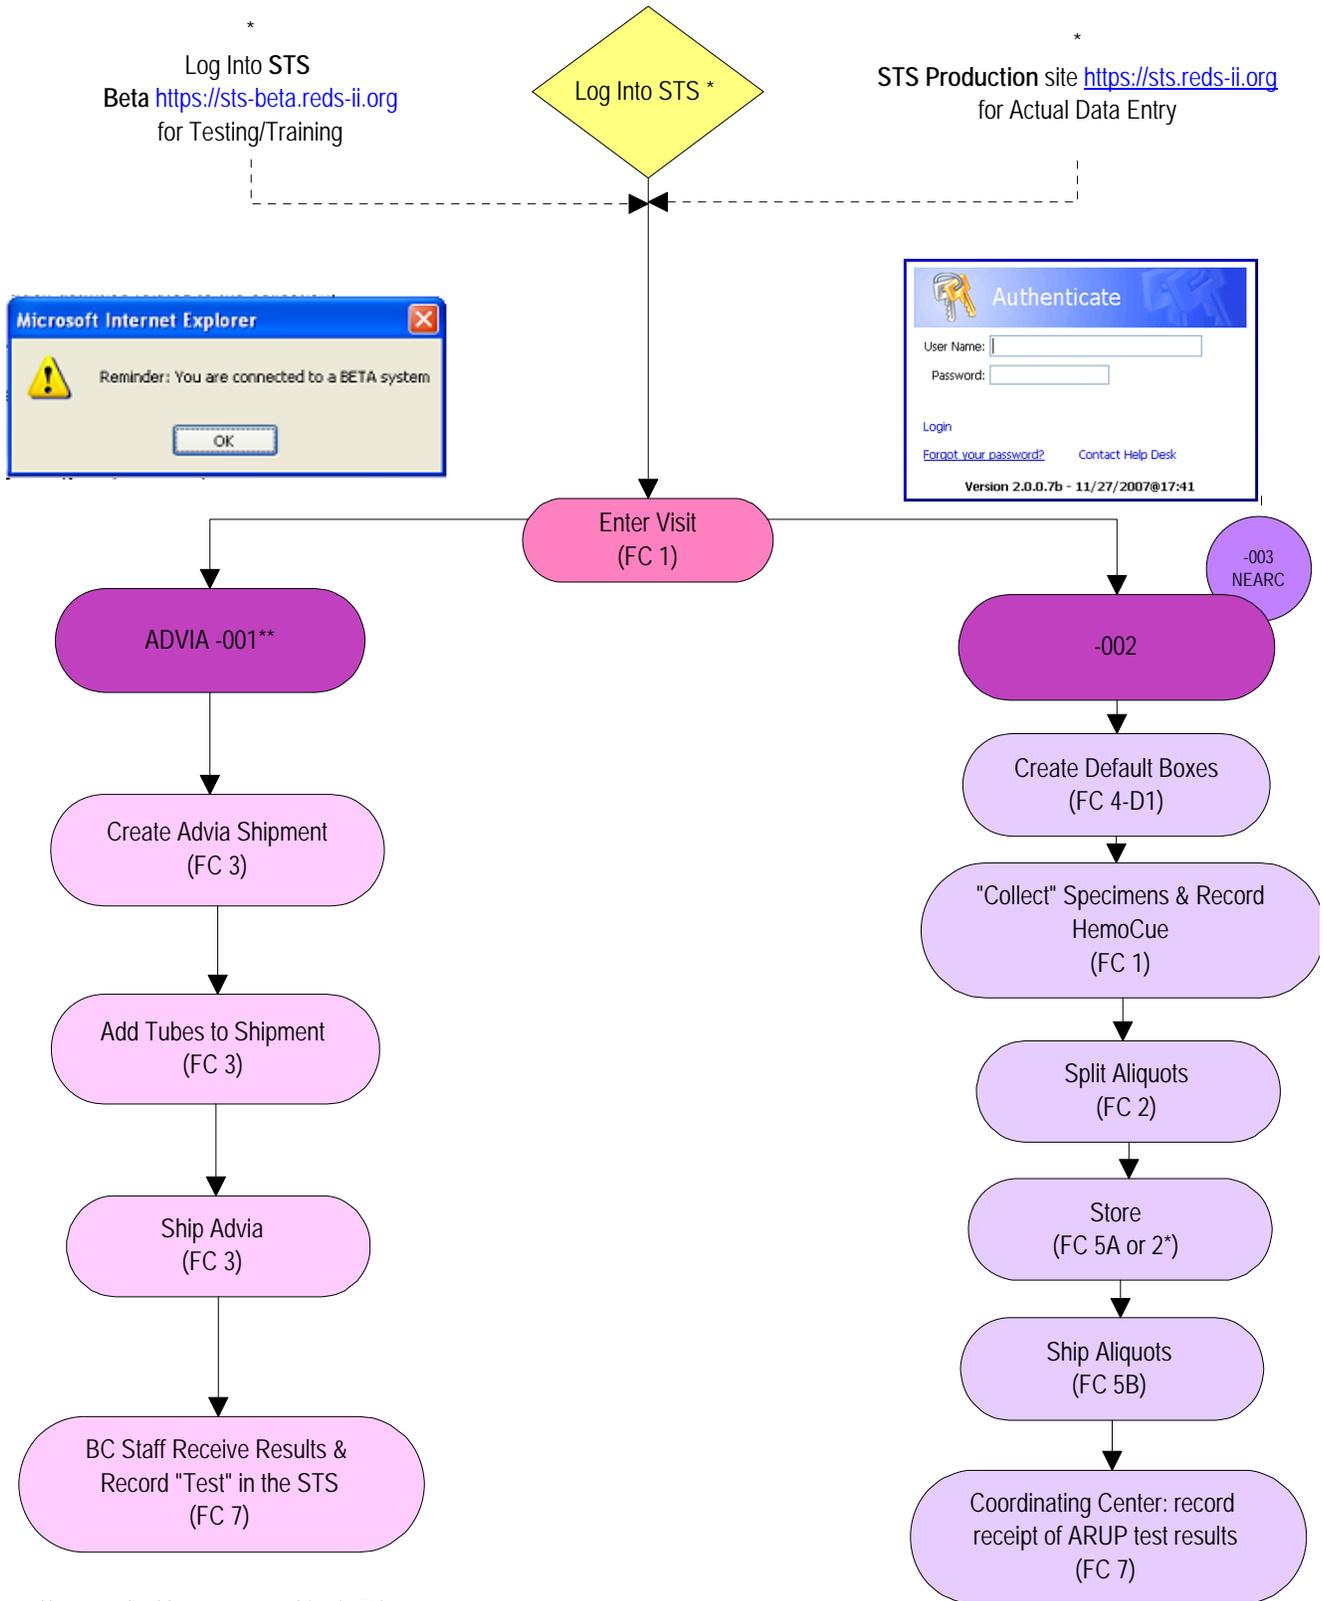 *
Log Into STS
Beta https://sts-beta.reds-ii.org
for Testing/Training
Log Into STS *
*
STS Production site https://sts.reds-ii.org
for Actual Data Entry
Microsoft Internet Explorer
Reminder: You are connected to a BETA system
OK
Authenticate
User Name:
Password:
Login
Forgot your password? Contact Help Desk
Version 2.0.0.7b - 11/27/2007@17:41
Enter Visit
(FC 1)
-003
NEARC
ADVIA -001**
-002
Create Advia Shipment
(FC 3)
Add Tubes to Shipment
(FC 3)
Ship Advia
(FC 3)
BC Staff Receive Results &
Record "Test" in the STS
(FC 7)
Create Default Boxes
(FC 4-D1)
"Collect" Specimens & Record
HemoCue
(FC 1)
Split Aliquots
(FC 2)
Store
(FC 5A or 2*)
Ship Aliquots
(FC 5B)
Coordinating Center: record
receipt of ARUP test results
(FC 7)